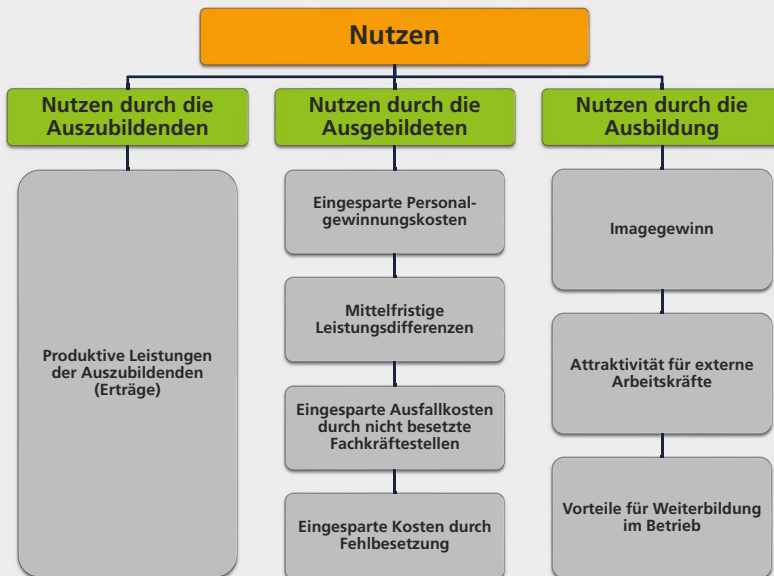 Nutzen
Nutzen durch die
Auszubildenden
Nutzen durch die
Ausgebildeten
Nutzen durch die
Ausbildung
Produktive Leistungen
der Auszubildenden
(Erträge)
Eingesparte Personal-
gewinnungskosten
Mittelfristige
Leistungsdifferenzen
Eingesparte Ausfallkosten
durch nicht besetzte
Fachkräftestellen
Eingesparte Kosten durch
Fehlbesetzung
Imagegewinn
Attraktivität für externe
Arbeitskräfte
Vorteile für Weiterbildung
im Betrieb